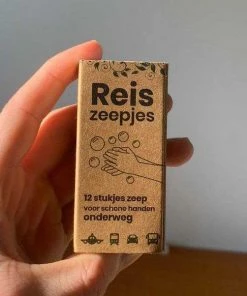 Reis
zeepjes
12 stukjes zeep
voor schone handen
onderweg